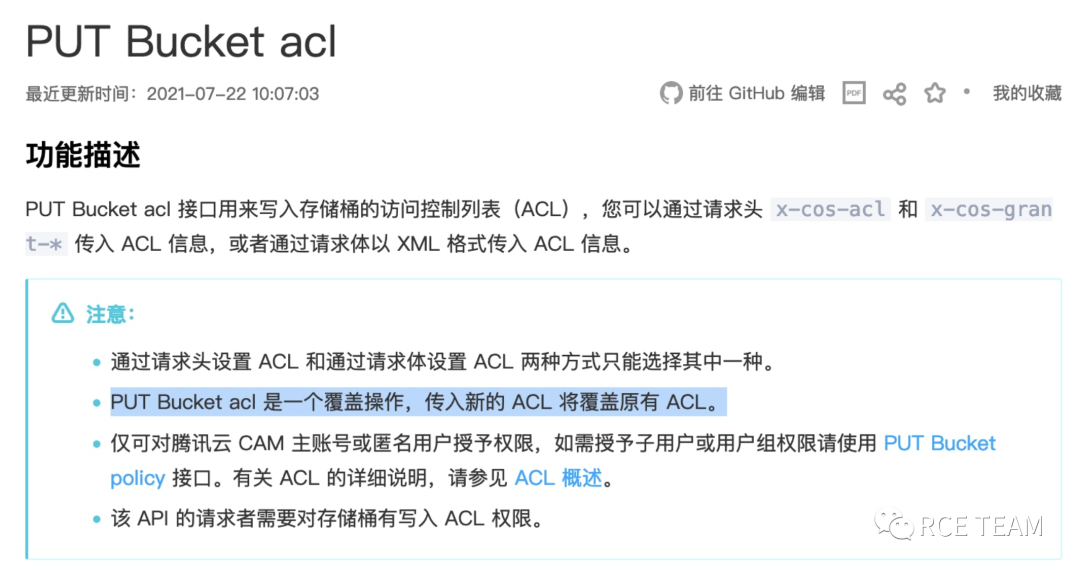 PUT Bucket acl
最近更新时间：2021-07-22 10:07:03
前往 GitHub 编辑 PDF 我的收藏
功能描述
PUT Bucket acl 接口用来写入存储桶的访问控制列表（ACL），您可以通过请求头 x-cos-acl 和 x-cos-gran
t-* 传入 ACL 信息，或者通过请求体以 XML 格式传入 ACL 信息。
注意：
• 通过请求头设置 ACL 和通过请求体设置 ACL 两种方式只能选择其中一种。
• PUT Bucket acl 是一个覆盖操作，传入新的 ACL 将覆盖原有 ACL。
• 仅可对腾讯云 CAM 主账号或匿名用户授予权限，如需授予子用户或用户组权限请使用 PUT Bucket
policy 接口。有关 ACL 的详细说明，请参见 ACL 概述。
• 该 API 的请求者需要对存储桶有写入 ACL 权限。
RCE TEAM